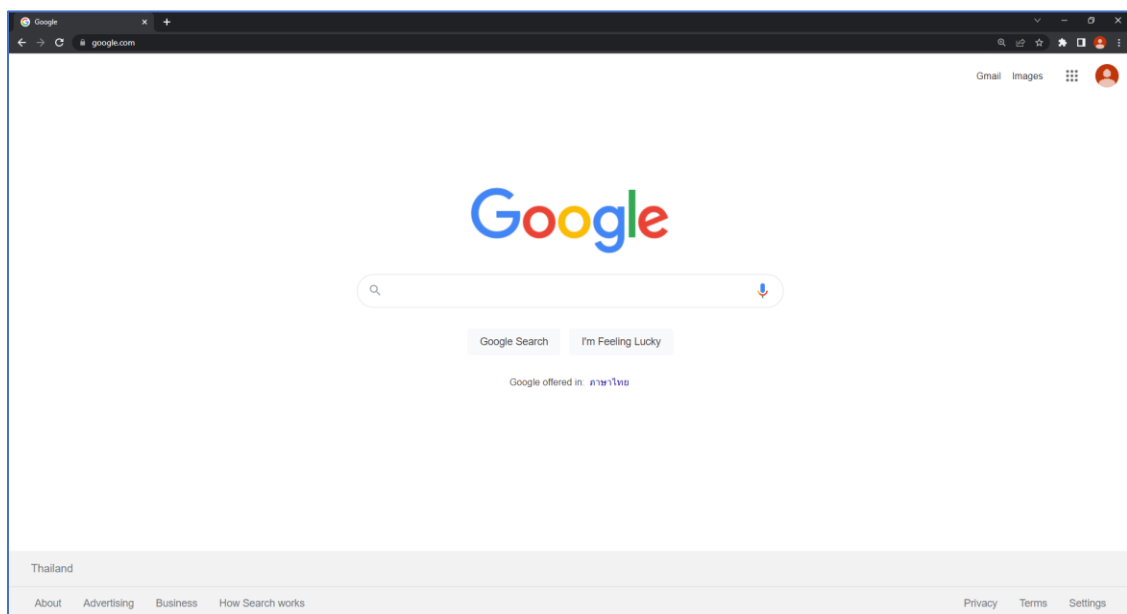 Google
google.com
Gmail Images
Google
Google Search I'm Feeling Lucky
Google offered in: ภาษาไทย
Thailand
About Advertising Business How Search works Privacy Terms Settings